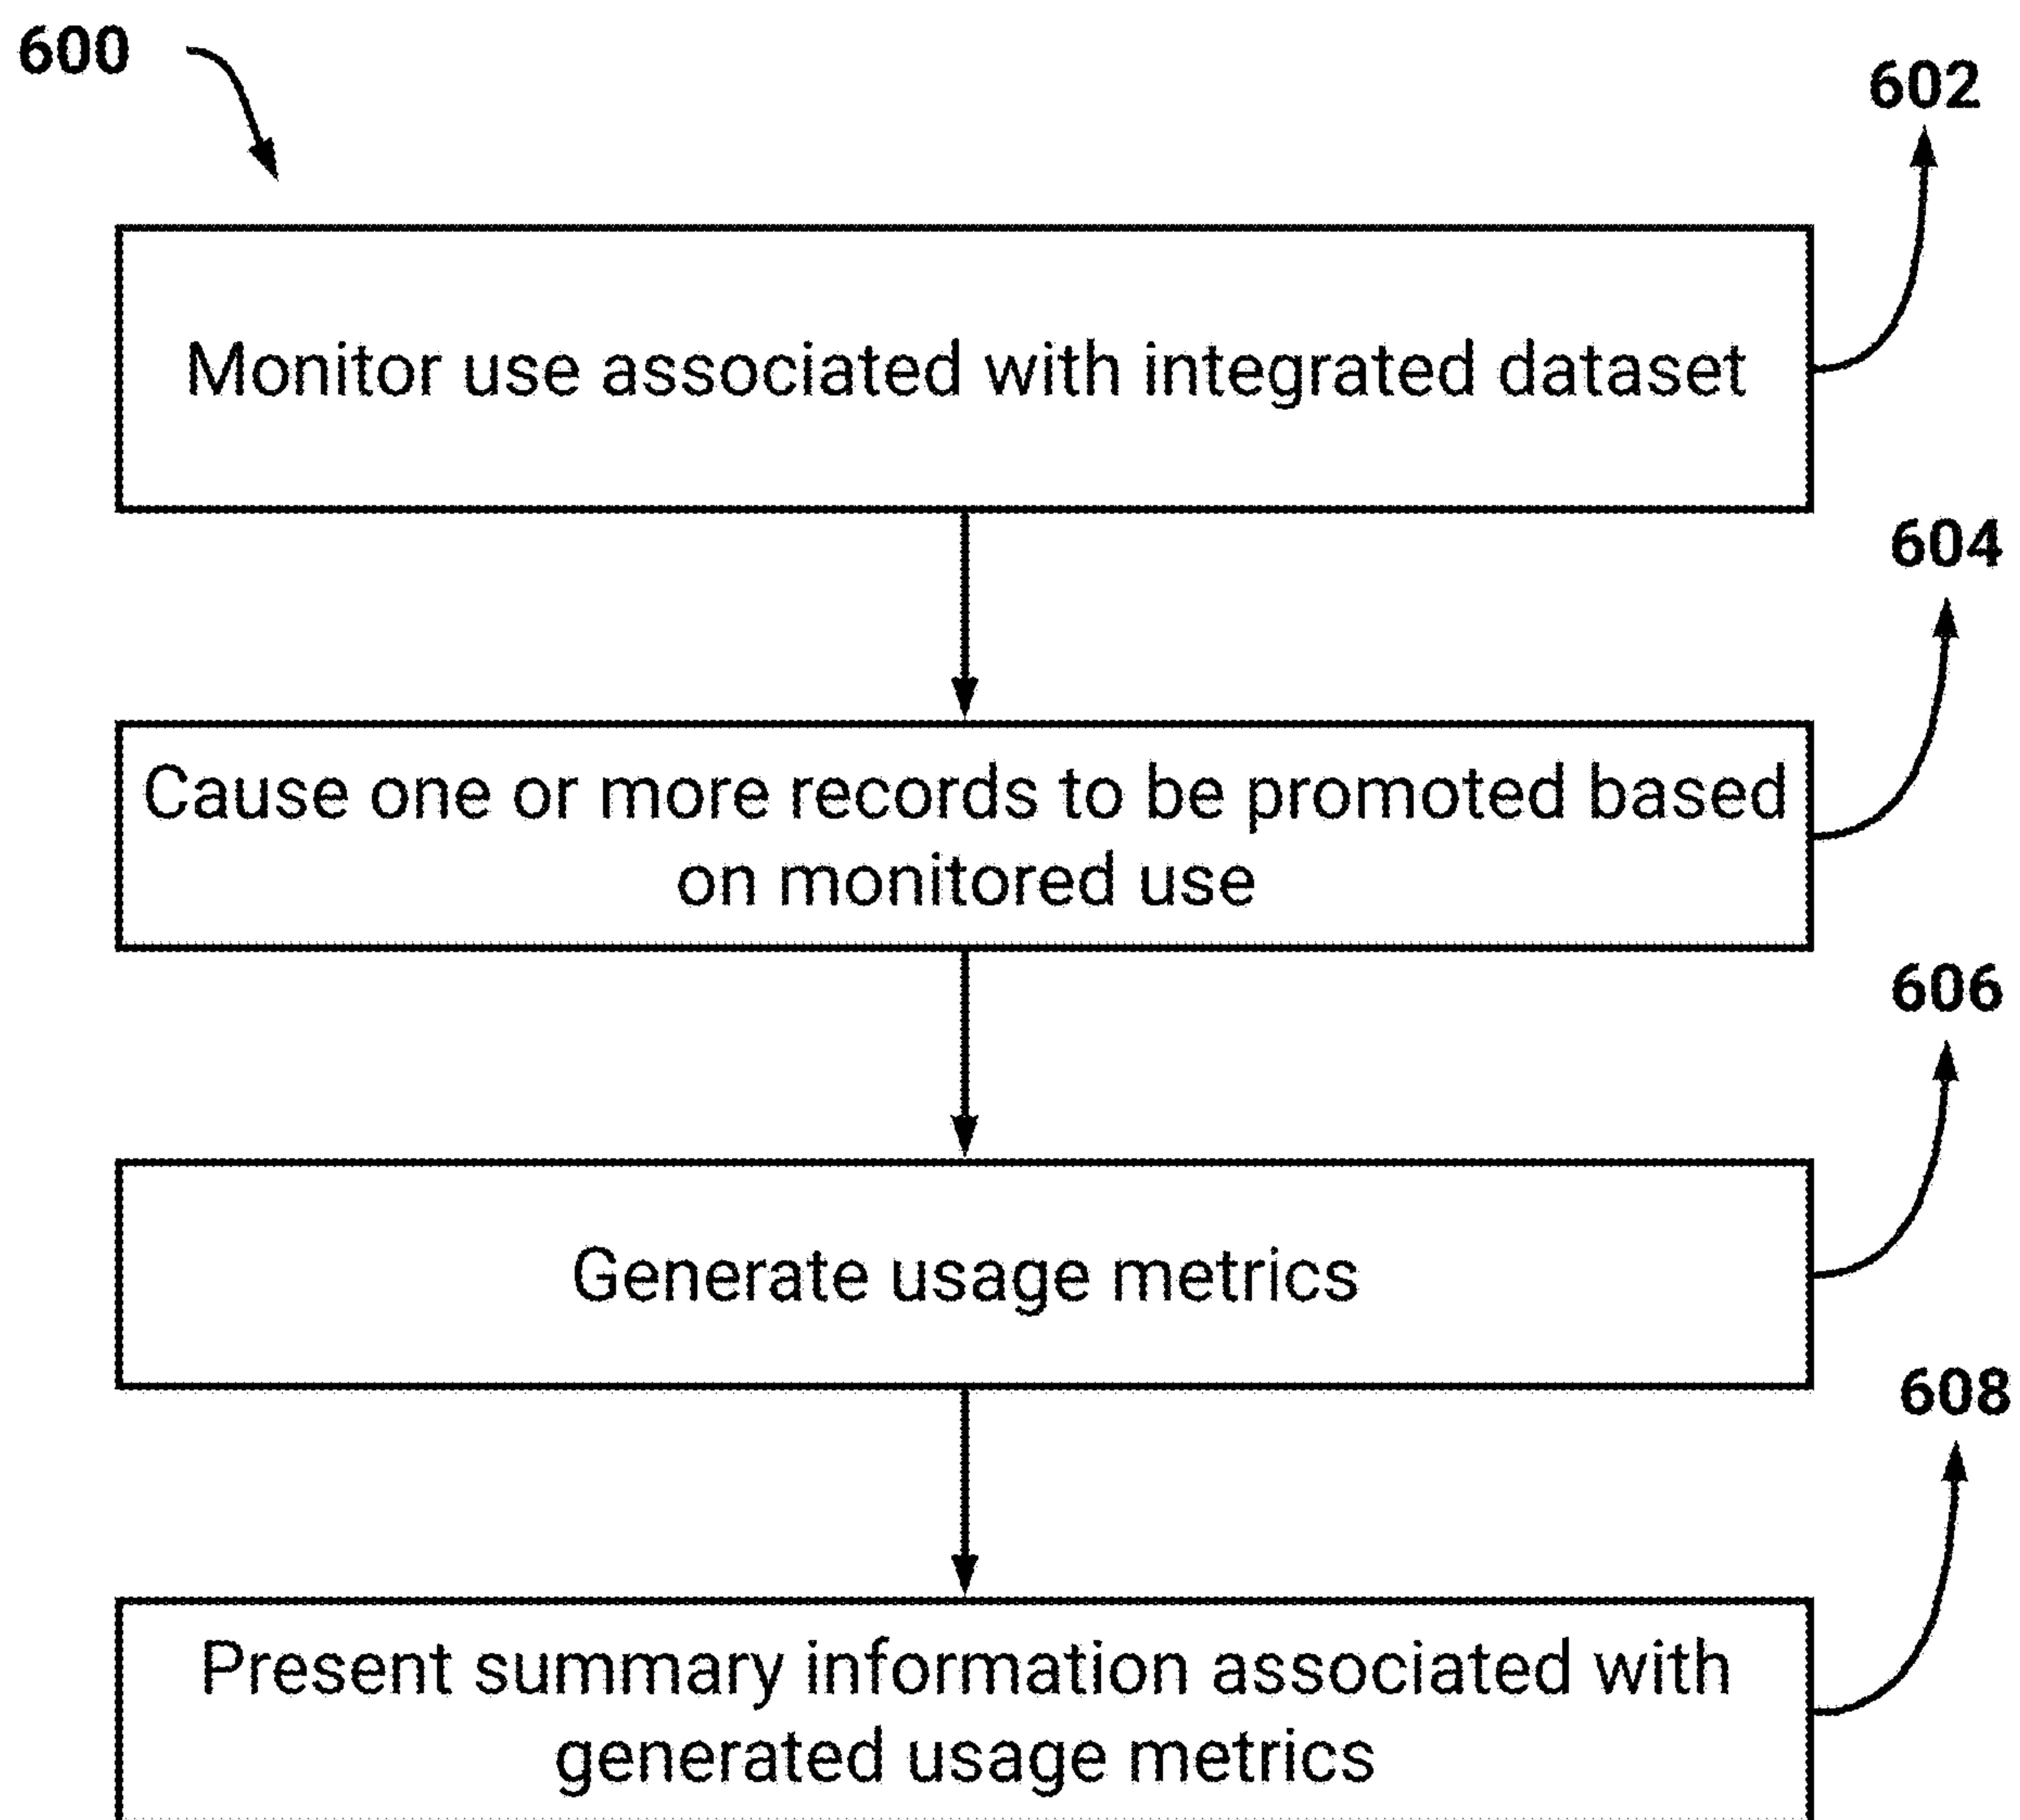 600
602
Monitor use associated with integrated dataset
604
Cause one or more records to be promoted based
on monitored use
606
Generate usage metrics
608
Present summary information associated with
generated usage metrics